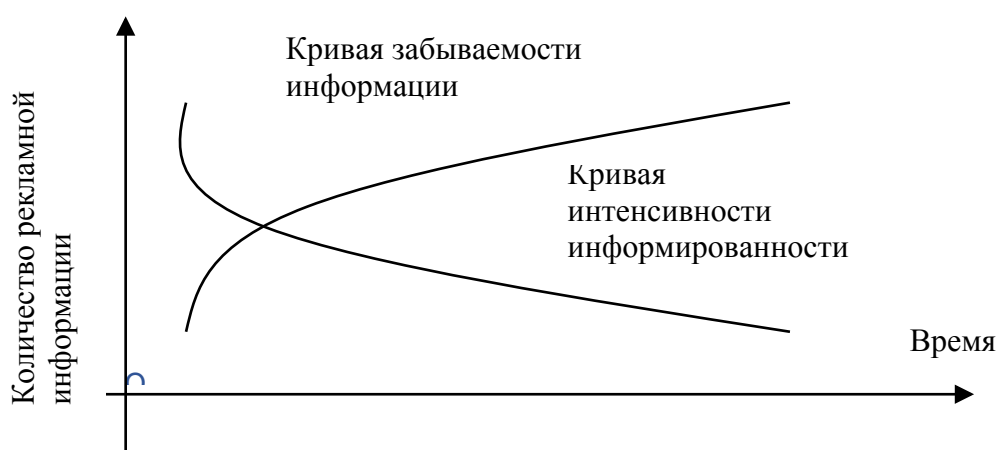 Кривая забываемости
информации
Кривая
интенсивности
информированности
Время
Количество рекламной
информации